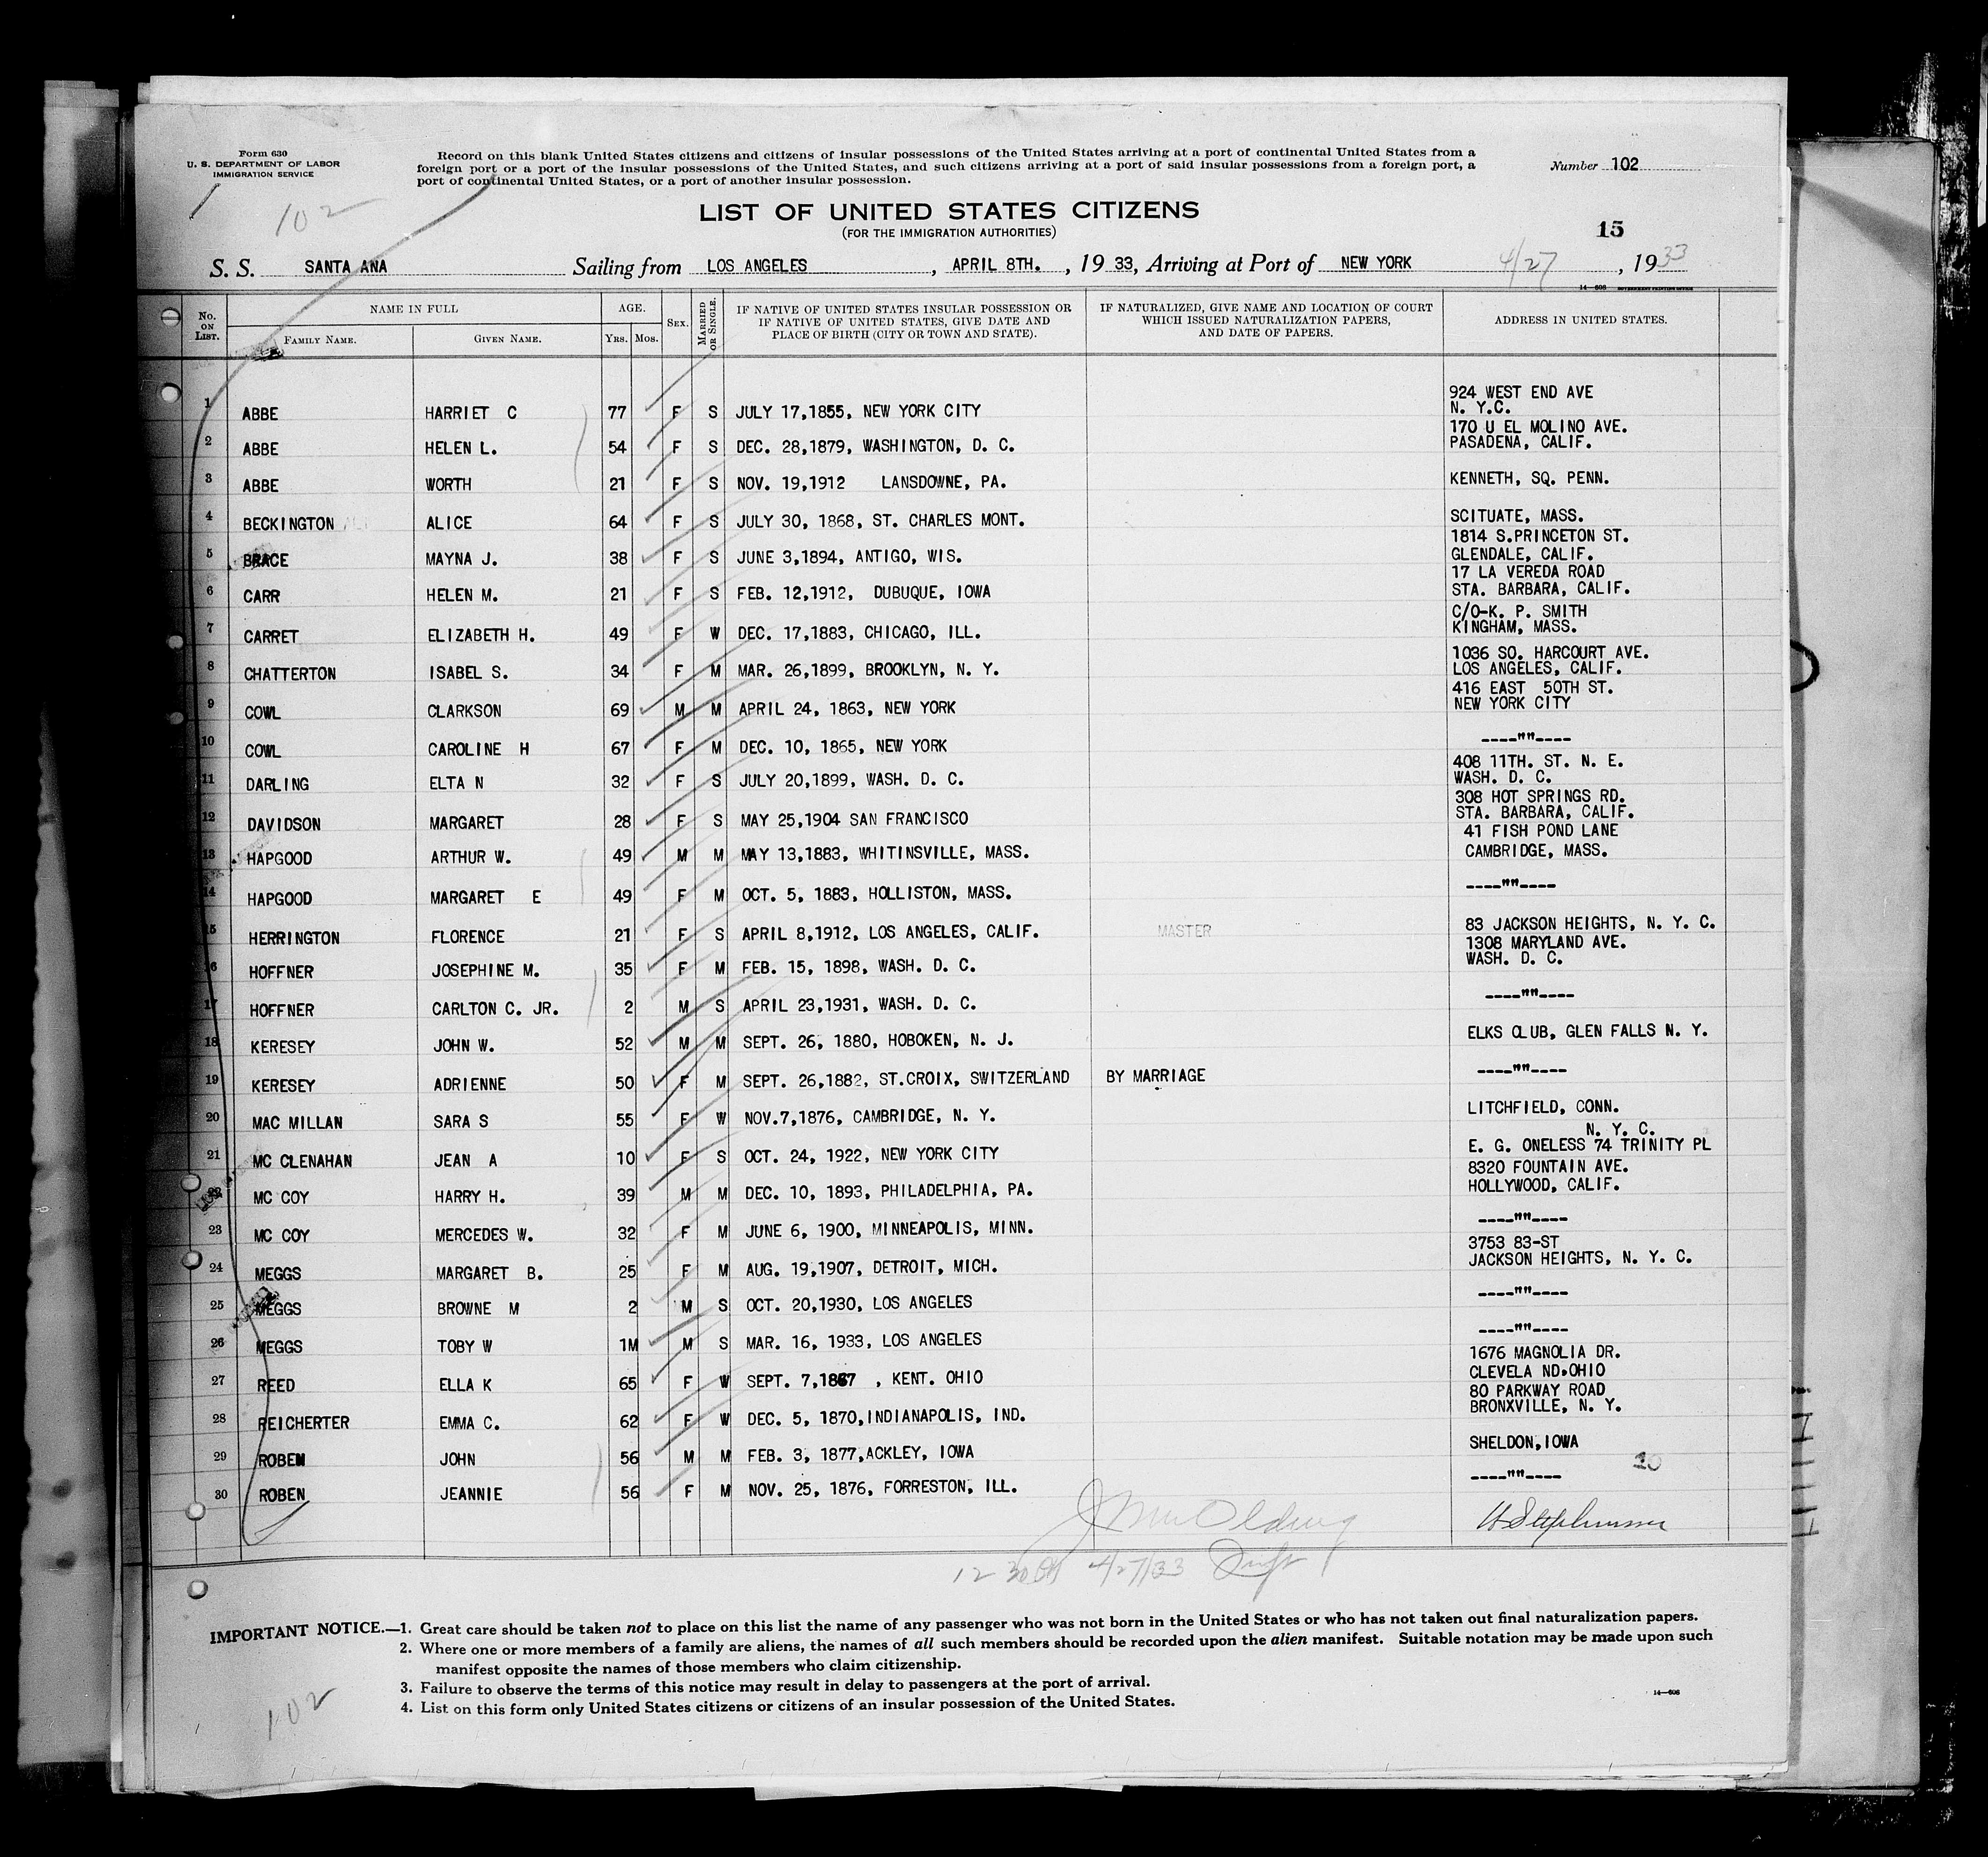 Form 630
U. S. DEPARTMENT OF LABOR
IMMIGRATION SERVICE
Record on this blank United States citizens and citizens of insular possessions of the United States arriving at a port of continental United States from a
foreign port or a port of the insular possessions of the United States, and such citizens arriving at a port of said insular possessions from a foreign port, a
port of continental United States, or a port of another insular possession.
Number 102
102
LIST OF UNITED STATES CITIZENS
(FOR THE IMMIGRATION AUTHORITIES)
15
S. S. SANTA ANA Sailing from LOS ANGELES, APRIL 8TH., 1933, Arriving at Port of NEW YORK 4/27, 1933
No. ON LIST. NAME IN FULL AGE. SEX. MARRIED OR SINGLE. IF NATIVE OF UNITED STATES INSULAR POSSESSION OR IF NATIVE OF UNITED STATES, GIVE DATE AND PLACE OF BIRTH (CITY OR TOWN AND STATE). IF NATURALIZED, GIVE NAME AND LOCATION OF COURT WHICH ISSUED NATURALIZATION PAPERS, AND DATE OF PAPERS. ADDRESS IN UNITED STATES.
FAMILY NAME. GIVEN NAME. YRS. MOS.
924 WEST END AVE
1 ABBE HARRIET C 77 F S JULY 17,1855, NEW YORK CITY N. Y.C.
170 U EL MOLINO AVE.
2 ABBE HELEN L. 54 F S DEC. 28,1879, WASHINGTON, D. C. PASADENA, CALIF.
3 ABBE WORTH 21 F S NOV. 19,1912 LANSDOWNE, PA. KENNETH, SQ. PENN.
4 BECKINGTON ALICE 64 F S JULY 30, 1868, ST. CHARLES MONT. SCITUATE, MASS.
1814 S.PRINCETON ST.
5 BRACE MAYNA J. 38 F S JUNE 3,1894, ANTIGO, WIS. GLENDALE, CALIF.
17 LA VEREDA ROAD
6 CARR HELEN M. 21 F S FEB. 12,1912, DUBUQUE, IOWA STA. BARBARA, CALIF.
C/O-K. P. SMITH
7 CARRET ELIZABETH H. 49 F W DEC. 17,1883, CHICAGO, ILL. KINGHAM, MASS.
1036 SO. HARCOURT AVE.
8 CHATTERTON ISABEL S. 34 F M MAR. 26,1899, BROOKLYN, N. Y. LOS ANGELES, CALIF.
416 EAST 50TH ST.
9 COWL CLARKSON 69 M M APRIL 24, 1863, NEW YORK NEW YORK CITY
10 COWL CAROLINE H 67 F M DEC. 10, 1865, NEW YORK ----""----
408 11TH. ST. N. E.
11 DARLING ELTA N 32 F S JULY 20,1899, WASH. D. C. WASH. D. C.
308 HOT SPRINGS RD.
12 DAVIDSON MARGARET 28 F S MAY 25,1904 SAN FRANCISCO STA. BARBARA, CALIF.
41 FISH POND LANE
13 HAPGOOD ARTHUR W. 49 M M MAY 13,1883, WHITINSVILLE, MASS. CAMBRIDGE, MASS.
14 HAPGOOD MARGARET E 49 F M OCT. 5, 1883, HOLLISTON, MASS. ----""----
15 HERRINGTON FLORENCE 21 F S APRIL 8,1912, LOS ANGELES, CALIF. MASTER 83 JACKSON HEIGHTS, N. Y. C.
1308 MARYLAND AVE.
16 HOFFNER JOSEPHINE M. 35 F M FEB. 15, 1898, WASH. D. C. WASH. D. C.
17 HOFFNER CARLTON C. JR. 2 M S APRIL 23,1931, WASH. D. C. ----""----
18 KERESEY JOHN W. 52 M M SEPT. 26, 1880, HOBOKEN, N. J. ELKS CLUB, GLEN FALLS N. Y.
19 KERESEY ADRIENNE 50 F M SEPT. 26,1882, ST.CROIX, SWITZERLAND BY MARRIAGE ----""----
20 MAC MILLAN SARA S 55 F W NOV.7,1876, CAMBRIDGE, N. Y. LITCHFIELD, CONN.
N. Y. C.
21 MC CLENAHAN JEAN A 10 F S OCT. 24, 1922, NEW YORK CITY E. G. ONELESS 74 TRINITY PL
8320 FOUNTAIN AVE.
22 MC COY HARRY H. 39 M M DEC. 10, 1893, PHILADELPHIA, PA. HOLLYWOOD, CALIF.
23 MC COY MERCEDES W. 32 F M JUNE 6, 1900, MINNEAPOLIS, MINN. ----""----
3753 83-ST
24 MEGGS MARGARET B. 25 F M AUG. 19,1907, DETROIT, MICH. JACKSON HEIGHTS, N. Y. C.
25 MEGGS BROWNE M 2 M S OCT. 20,1930, LOS ANGELES ----""----
26 MEGGS TOBY W 1M M S MAR. 16, 1933, LOS ANGELES ----""----
1676 MAGNOLIA DR.
27 REED ELLA K 65 F W SEPT. 7,1867 , KENT. OHIO CLEVELA ND.OHIO
80 PARKWAY ROAD
28 REICHERTER EMMA C. 62 F W DEC. 5, 1870,INDIANAPOLIS, IND. BRONXVILLE, N. Y.
29 ROBEN JOHN 56 M M FEB. 3, 1877,ACKLEY, IOWA SHELDON,IOWA
10
30 ROBEN JEANNIE 56 F M NOV. 25, 1876, FORRESTON, ILL. ----""----
4/27/33
IMPORTANT NOTICE.—1. Great care should be taken not to place on this list the name of any passenger who was not born in the United States or who has not taken out final naturalization papers.
2. Where one or more members of a family are aliens, the names of all such members should be recorded upon the alien manifest. Suitable notation may be made upon such
manifest opposite the names of those members who claim citizenship.
3. Failure to observe the terms of this notice may result in delay to passengers at the port of arrival.
4. List on this form only United States citizens or citizens of an insular possession of the United States.
14—606
102